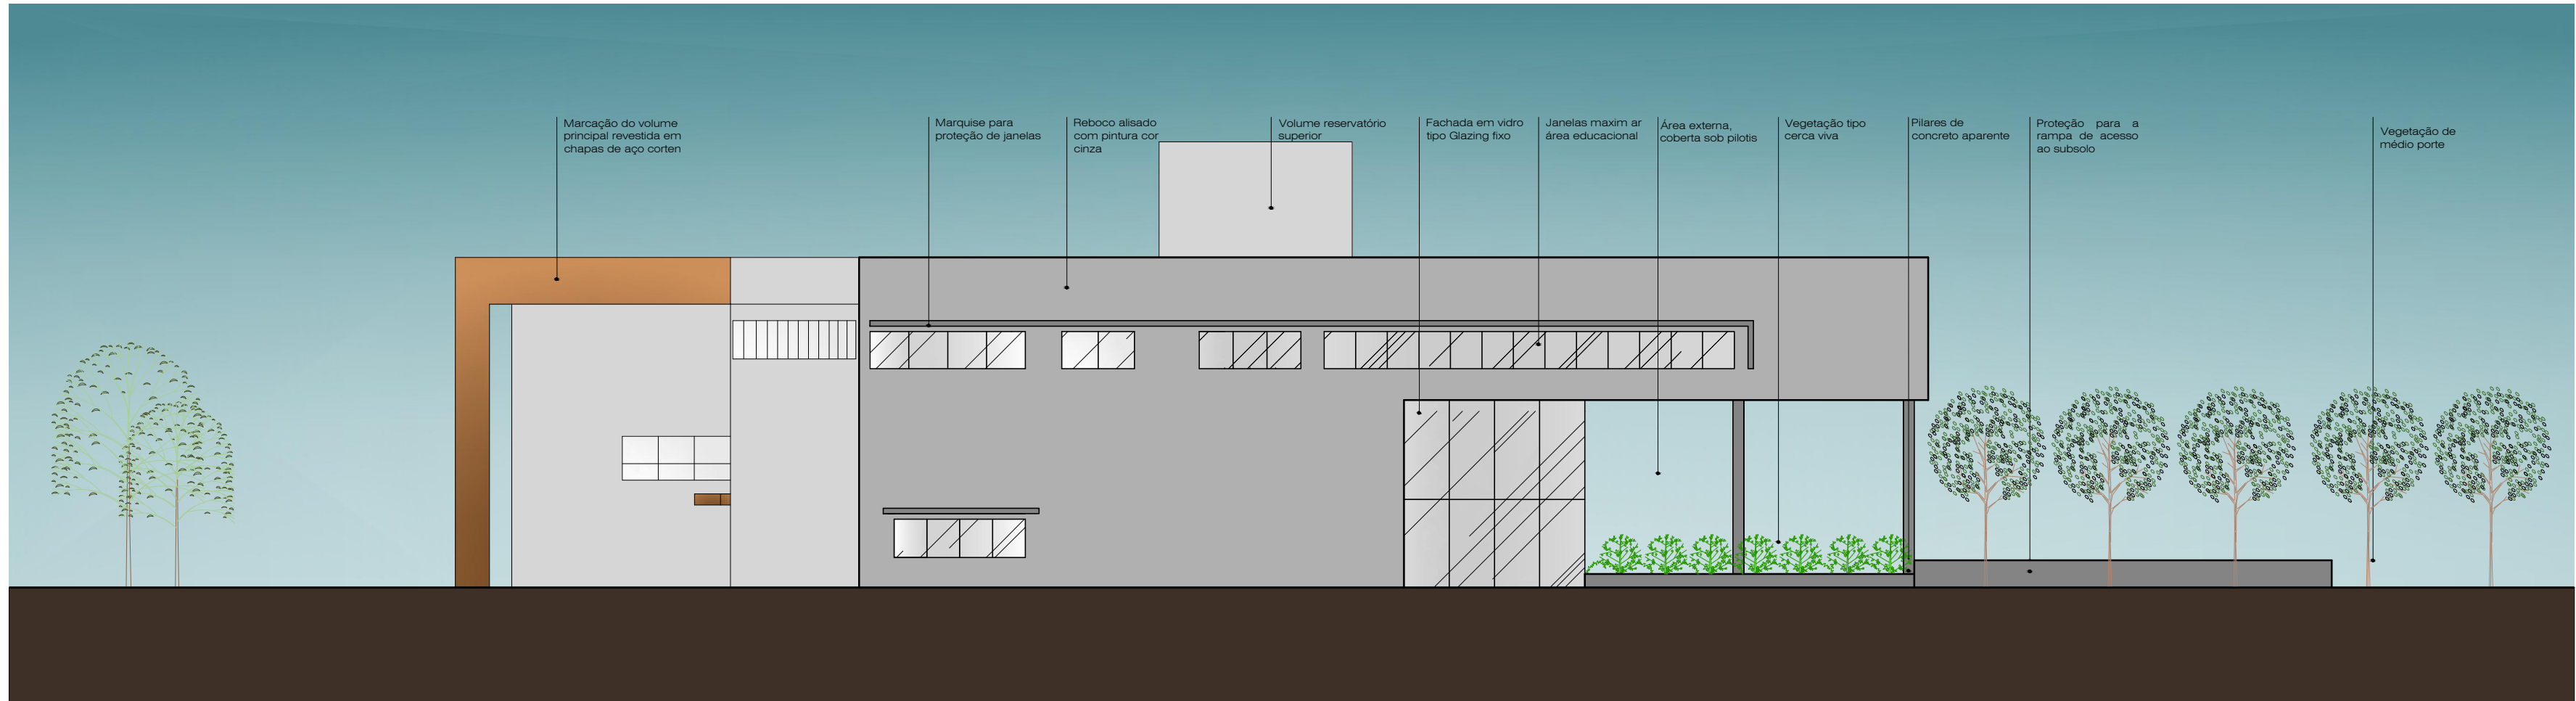 Marcação do volume
principal revestida em
chapas de aço corten
Marquise para
proteção de janelas
Reboco alisado
com pintura cor
cinza
Volume reservatório
superior
Fachada em vidro
tipo Glazing fixo
Janelas maxim ar
área educacional
Área externa,
coberta sob pilotis
Vegetação tipo
cerca viva
Pilares de
concreto aparente
Proteção para a
rampa de acesso
ao subsolo
Vegetação de
médio porte